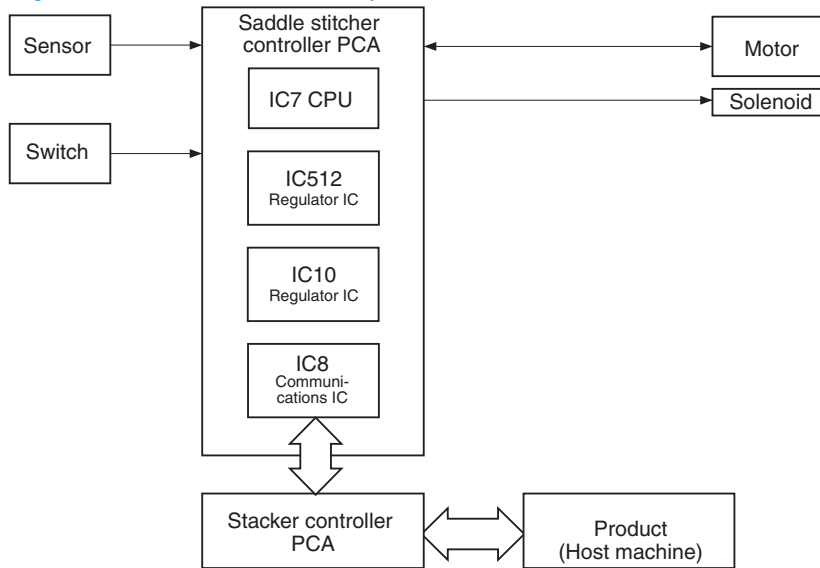 Saddle stitcher
controller PCA
Sensor
Motor
IC7 CPU
Solenoid
Switch
IC512
Regulator IC
IC10
Regulator IC
IC8
Communi-
cations IC
Stacker controller
PCA
Product
(Host machine)